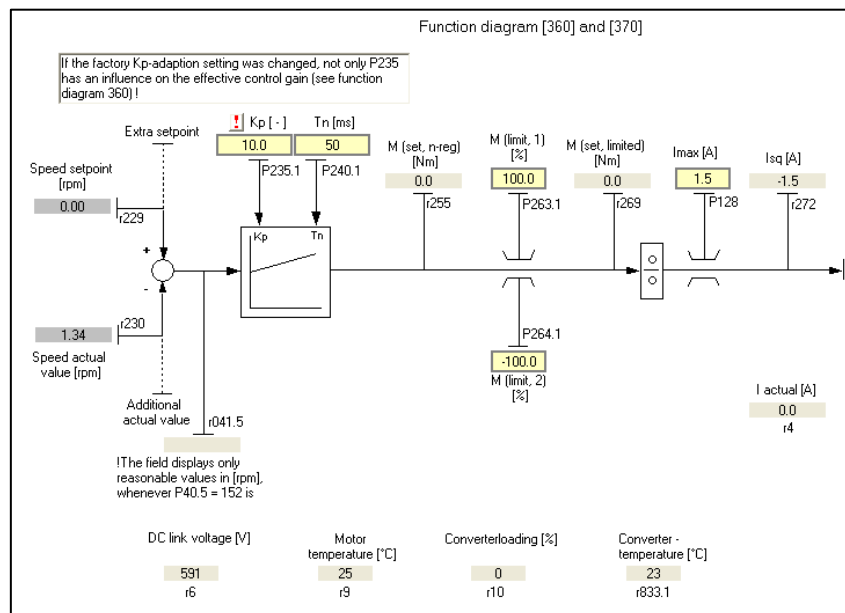 Function diagram [360] and [370]
If the factory Kp-adaption setting was changed, not only P235
has an influence on the effective control gain (see function
diagram 360) !
Extra setpoint
! Kp [ - ]
Tn [ms]
10.0
50
P235.1
P240.1
Speed setpoint
[rpm]
0.00
r229
M (set, n-reg)
[Nm]
0.0
r255
M (limit, 1)
[%]
100.0
P263.1
M (set, limited)
[Nm]
0.0
r269
Imax [A]
1.5
P128
Isq [A]
-1.5
r272
Kp
Tn
+
-
r230
1.34
Speed actual
value [rpm]
P264.1
-100.0
M (limit, 2)
[%]
Additional
actual value
r041.5
!The field displays only
reasonable values in [rpm],
whenever P40.5 = 152 is
I actual [A]
0.0
r4
DC link voltage [V]
591
r6
Motor
temperature [°C]
25
r9
Converterloading [%]
0
r10
Converter -
temperature [°C]
23
r833.1